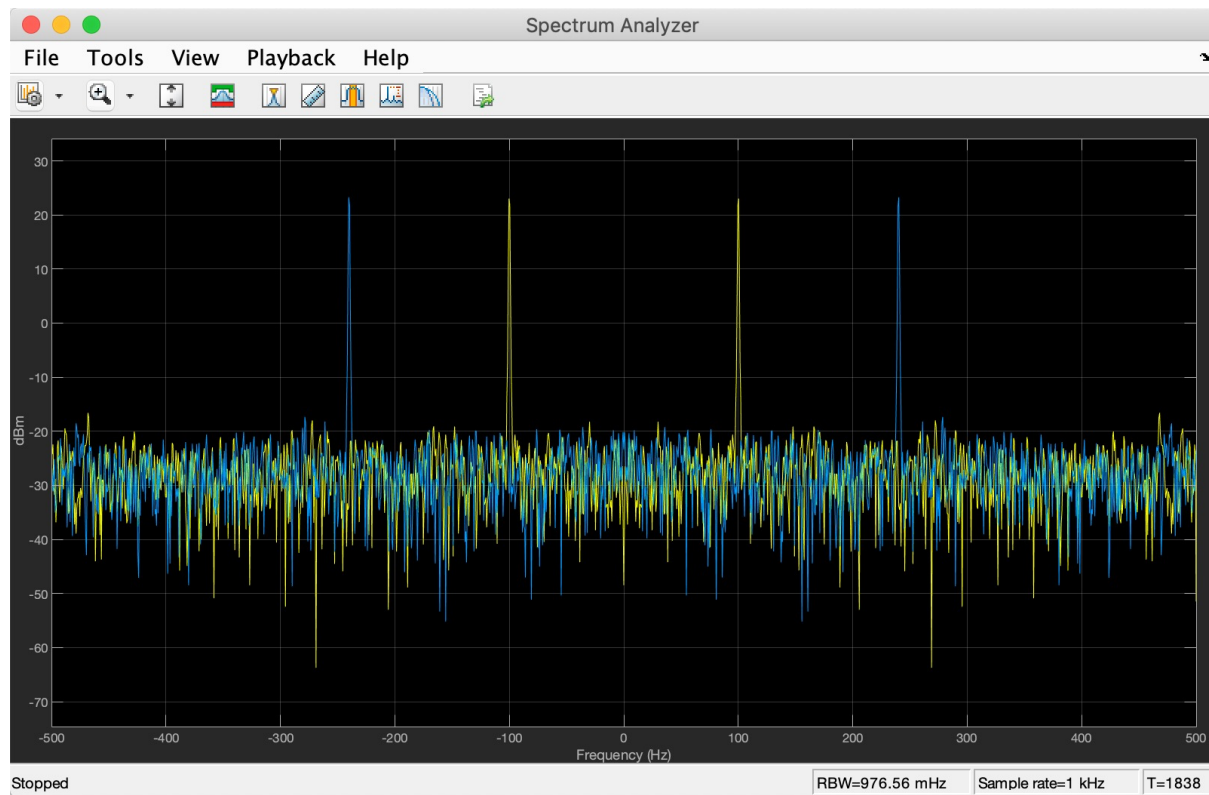 Spectrum Analyzer
File Tools View Playback Help
30
20
10
0
-10
-20
-30
-40
-50
-60
-70
dBm
-500 -400 -300 -200 -100 0 100 200 300 400 500
Frequency (Hz)
Stopped RBW=976.56 mHz Sample rate=1 kHz T=1838